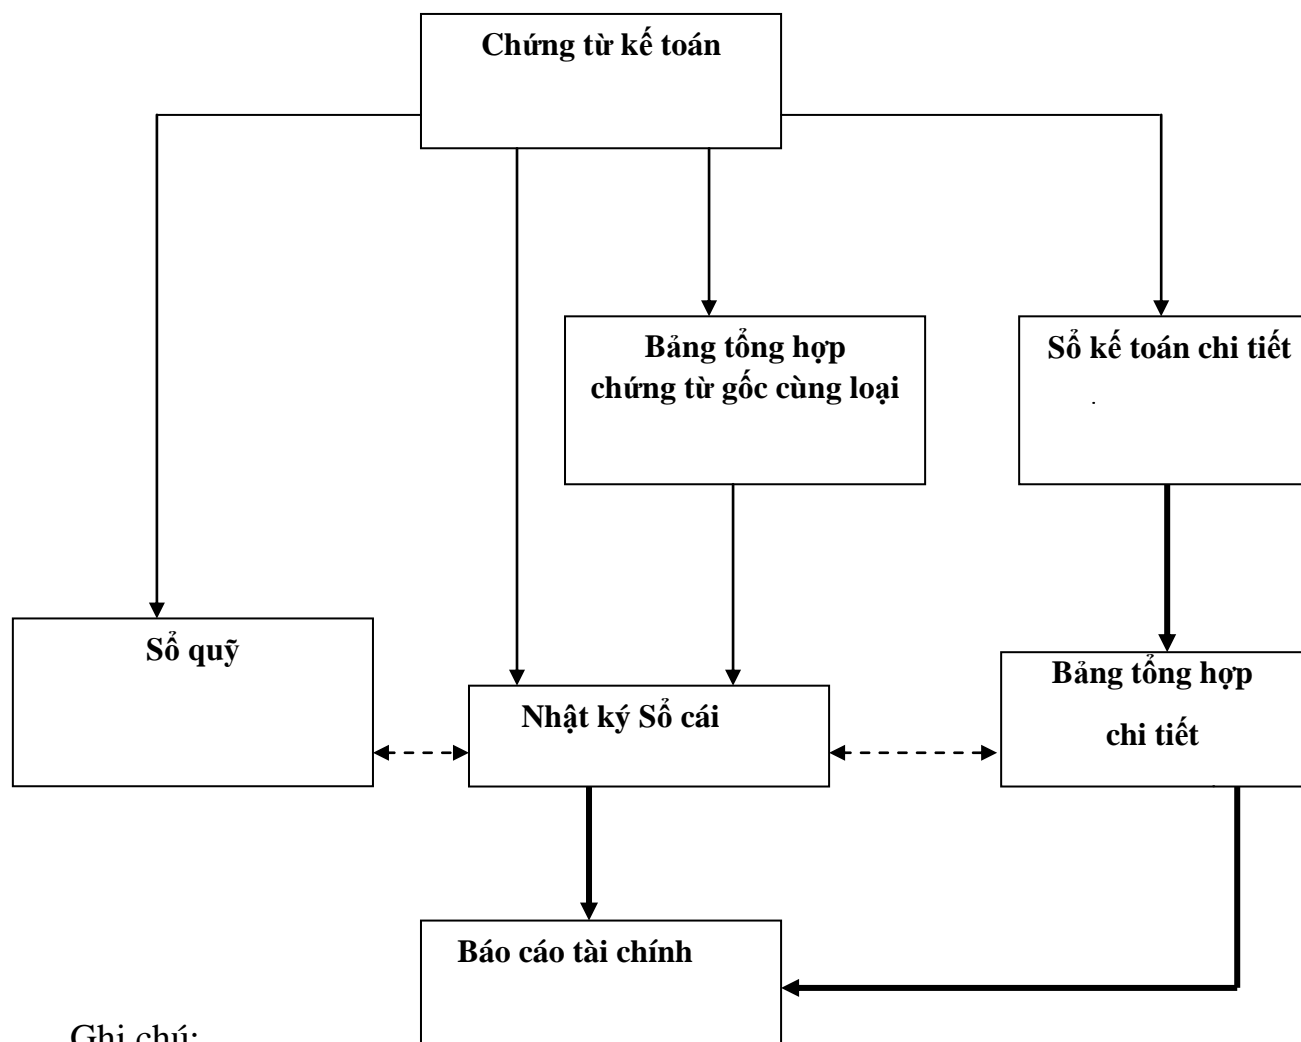 Chứng từ kế toán
Bảng tổng hợp
chứng từ gốc cùng loại
Sổ kế toán chi tiết
Sổ quỹ
Nhật ký Sổ cái
Bảng tổng hợp
chi tiết
Báo cáo tài chính
Ghi chú: